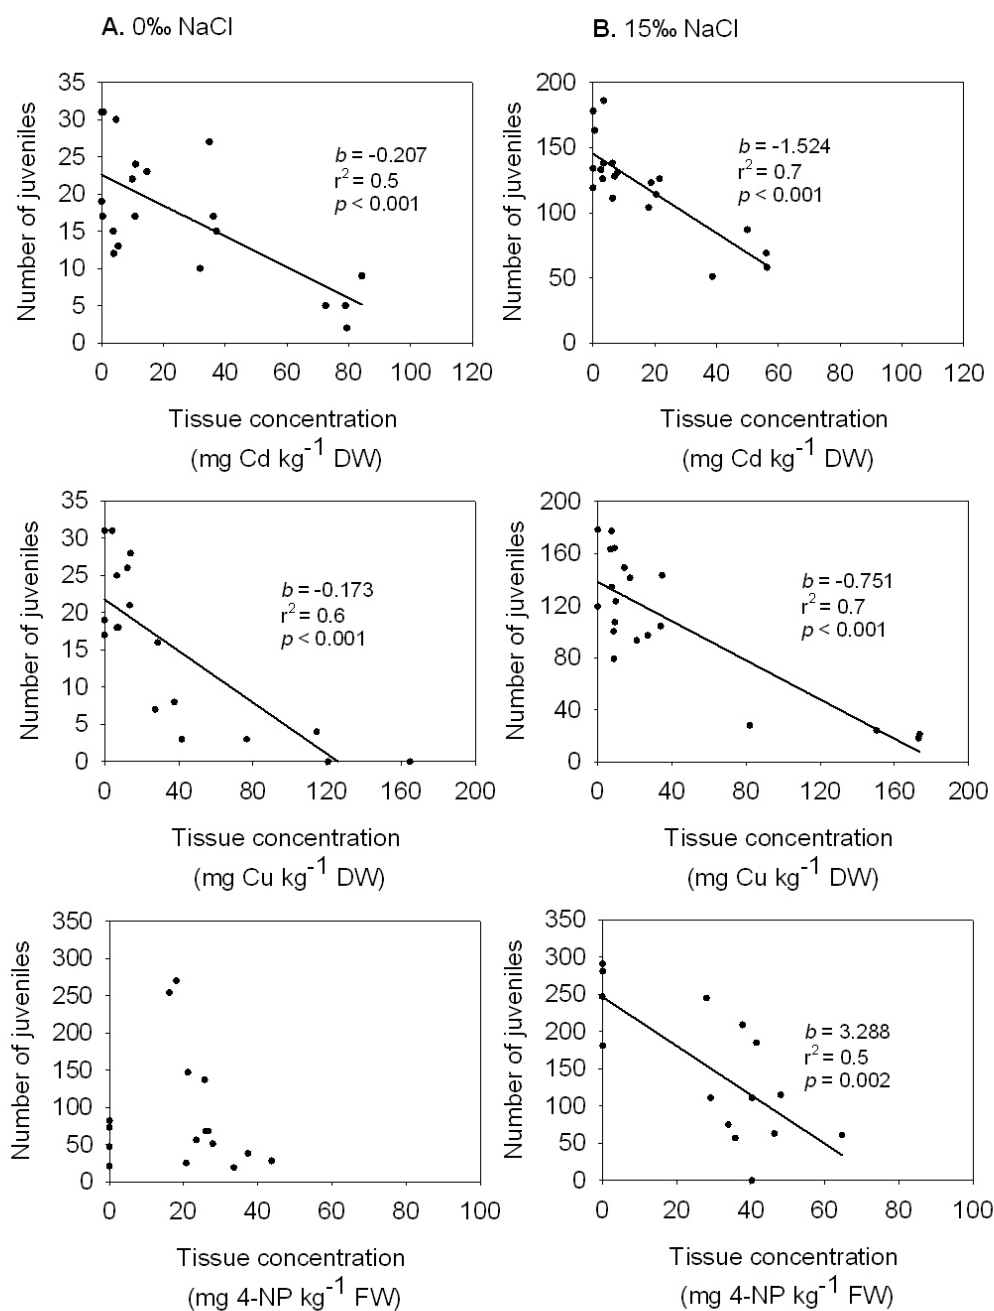 A. 0‰ NaCl
B. 15‰ NaCl
Number of juveniles
35
30
25
20
15
10
5
0
b = -0.207
r² = 0.5
p < 0.001
0 20 40 60 80 100 120
Tissue concentration
(mg Cd kg⁻¹ DW)
Number of juveniles
200
150
100
50
0
b = -1.524
r² = 0.7
p < 0.001
0 20 40 60 80 100 120
Tissue concentration
(mg Cd kg⁻¹ DW)
Number of juveniles
35
30
25
20
15
10
5
0
b = -0.173
r² = 0.6
p < 0.001
0 40 80 120 160 200
Tissue concentration
(mg Cu kg⁻¹ DW)
Number of juveniles
200
160
120
80
40
0
b = -0.751
r² = 0.7
p < 0.001
0 40 80 120 160 200
Tissue concentration
(mg Cu kg⁻¹ DW)
Number of juveniles
350
300
250
200
150
100
50
0
0 20 40 60 80 100
Tissue concentration
(mg 4-NP kg⁻¹ FW)
Number of juveniles
350
300
250
200
150
100
50
0
b = 3.288
r² = 0.5
p = 0.002
0 20 40 60 80 100
Tissue concentration
(mg 4-NP kg⁻¹ FW)